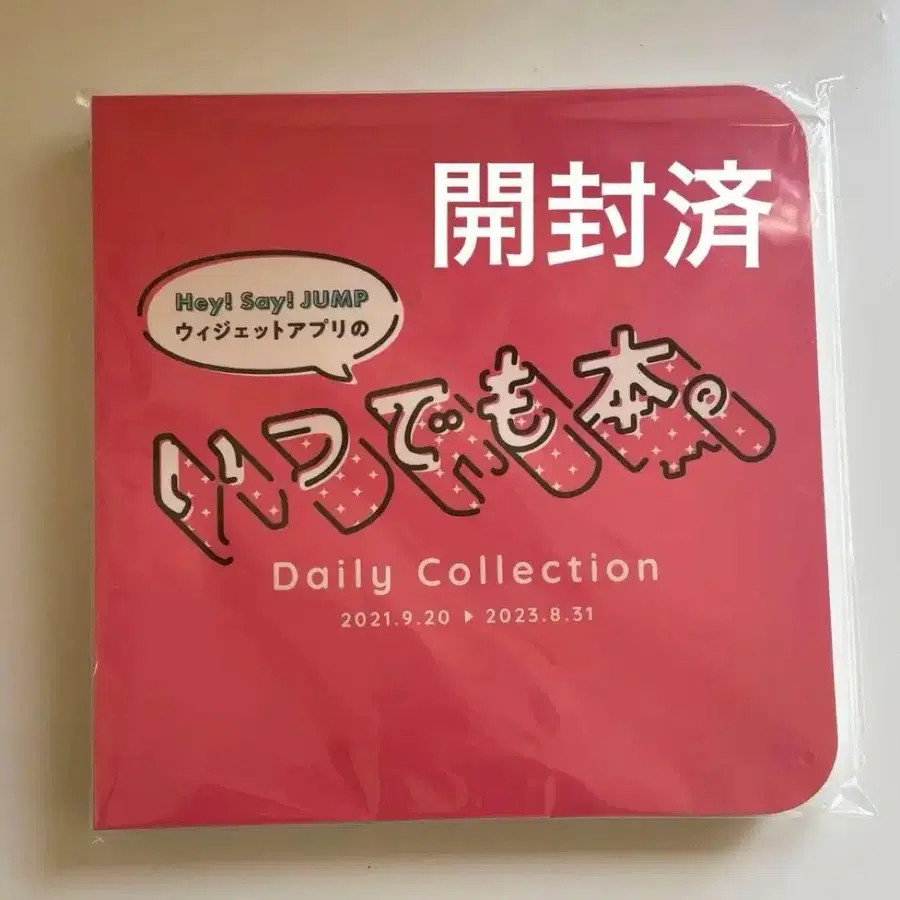 開封済
Hey! Say! JUMP
ウィジェットアプリの
いつでも本。
Daily Collection
2021.9.20 ▶ 2023.8.31